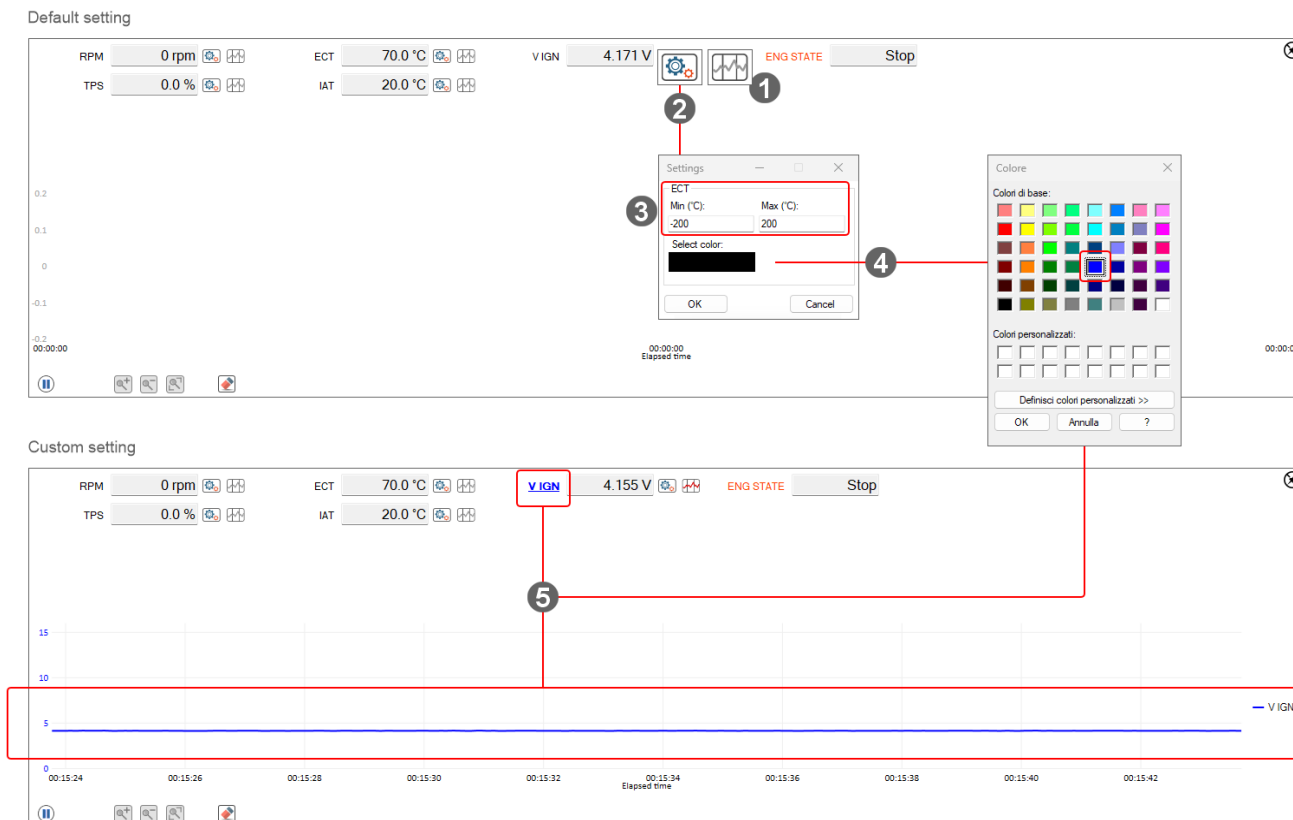 Default setting
RPM 0 rpm ECT 70.0 °C V IGN 4.171 V ENG STATE Stop
1
TPS 0.0 % IAT 20.0 °C
2
Settings
ECT
3
Min (°C): Max (°C):
-200 200
Select color:
4
OK Cancel
Colore
Colori di base:
Colori personalizzati:
Definisci colori personalizzati >>
OK Annulla ?
0.2
0.1
0
-0.1
-0.2
00:00:00 00:00:00 00:00:0
Elapsed time
Custom setting
RPM 0 rpm ECT 70.0 °C V IGN 4.155 V ENG STATE Stop
TPS 0.0 % IAT 20.0 °C
5
15
10
5
0
V IGN
00:15:24 00:15:26 00:15:28 00:15:30 00:15:32 00:15:34 00:15:36 00:15:38 00:15:40 00:15:42
Elapsed time